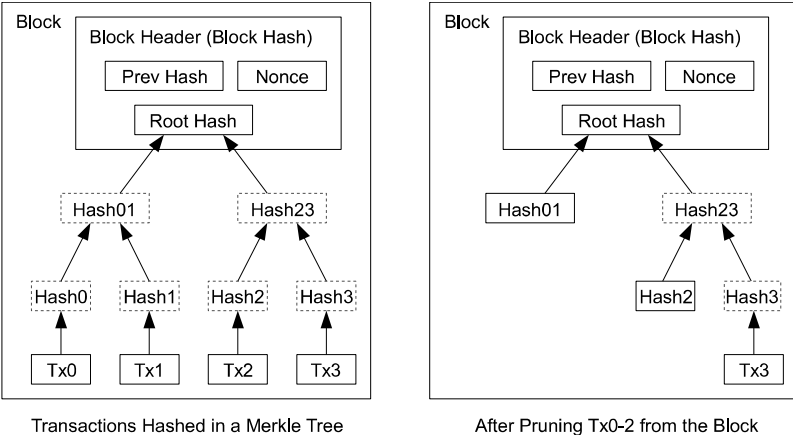 Block
Block Header (Block Hash)
Prev Hash
Nonce
Root Hash
Hash01
Hash23
Hash0
Hash1
Hash2
Hash3
Tx0
Tx1
Tx2
Tx3
Transactions Hashed in a Merkle Tree
Block
Block Header (Block Hash)
Prev Hash
Nonce
Root Hash
Hash01
Hash23
Hash2
Hash3
Tx3
After Pruning Tx0-2 from the Block